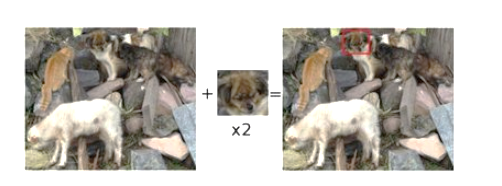 + =
x2